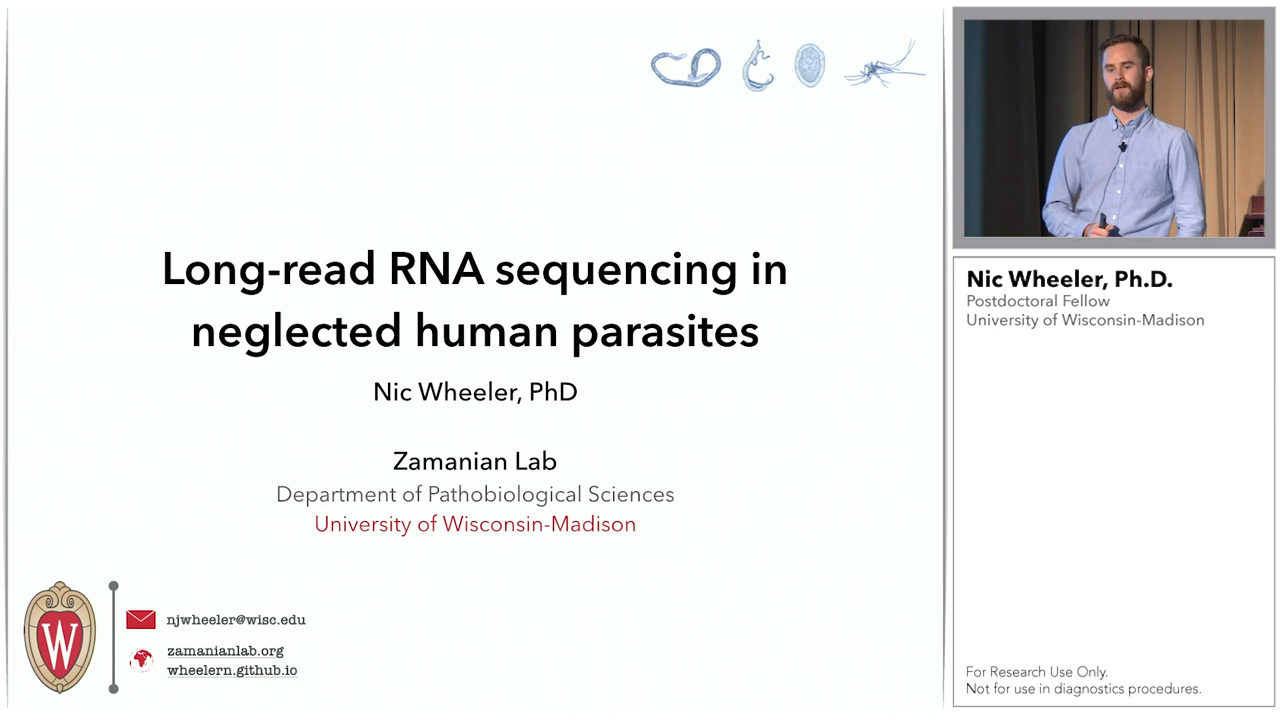 Long-read RNA sequencing in
neglected human parasites
Nic Wheeler, PhD
Zamanian Lab
Department of Pathobiological Sciences
University of Wisconsin-Madison
W
njwheeler@wisc.edu
zamanianlab.org
wheelern.github.io
Nic Wheeler, Ph.D.
Postdoctoral Fellow
University of Wisconsin-Madison
For Research Use Only.
Not for use in diagnostics procedures.